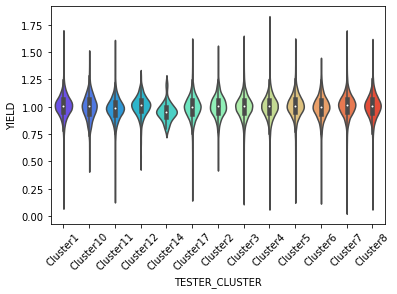 1.75
1.50
1.25
1.00
0.75
0.50
0.25
0.00
YIELD
Cluster1
Cluster10
Cluster11
Cluster12
Cluster14
Cluster17
Cluster2
Cluster3
Cluster4
Cluster5
Cluster6
Cluster7
Cluster8
TESTER_CLUSTER